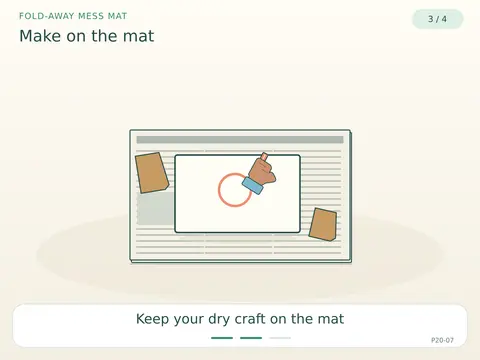 FOLD-AWAY MESS MAT
3 / 4
Make on the mat
Keep your dry craft on the mat
P20-07